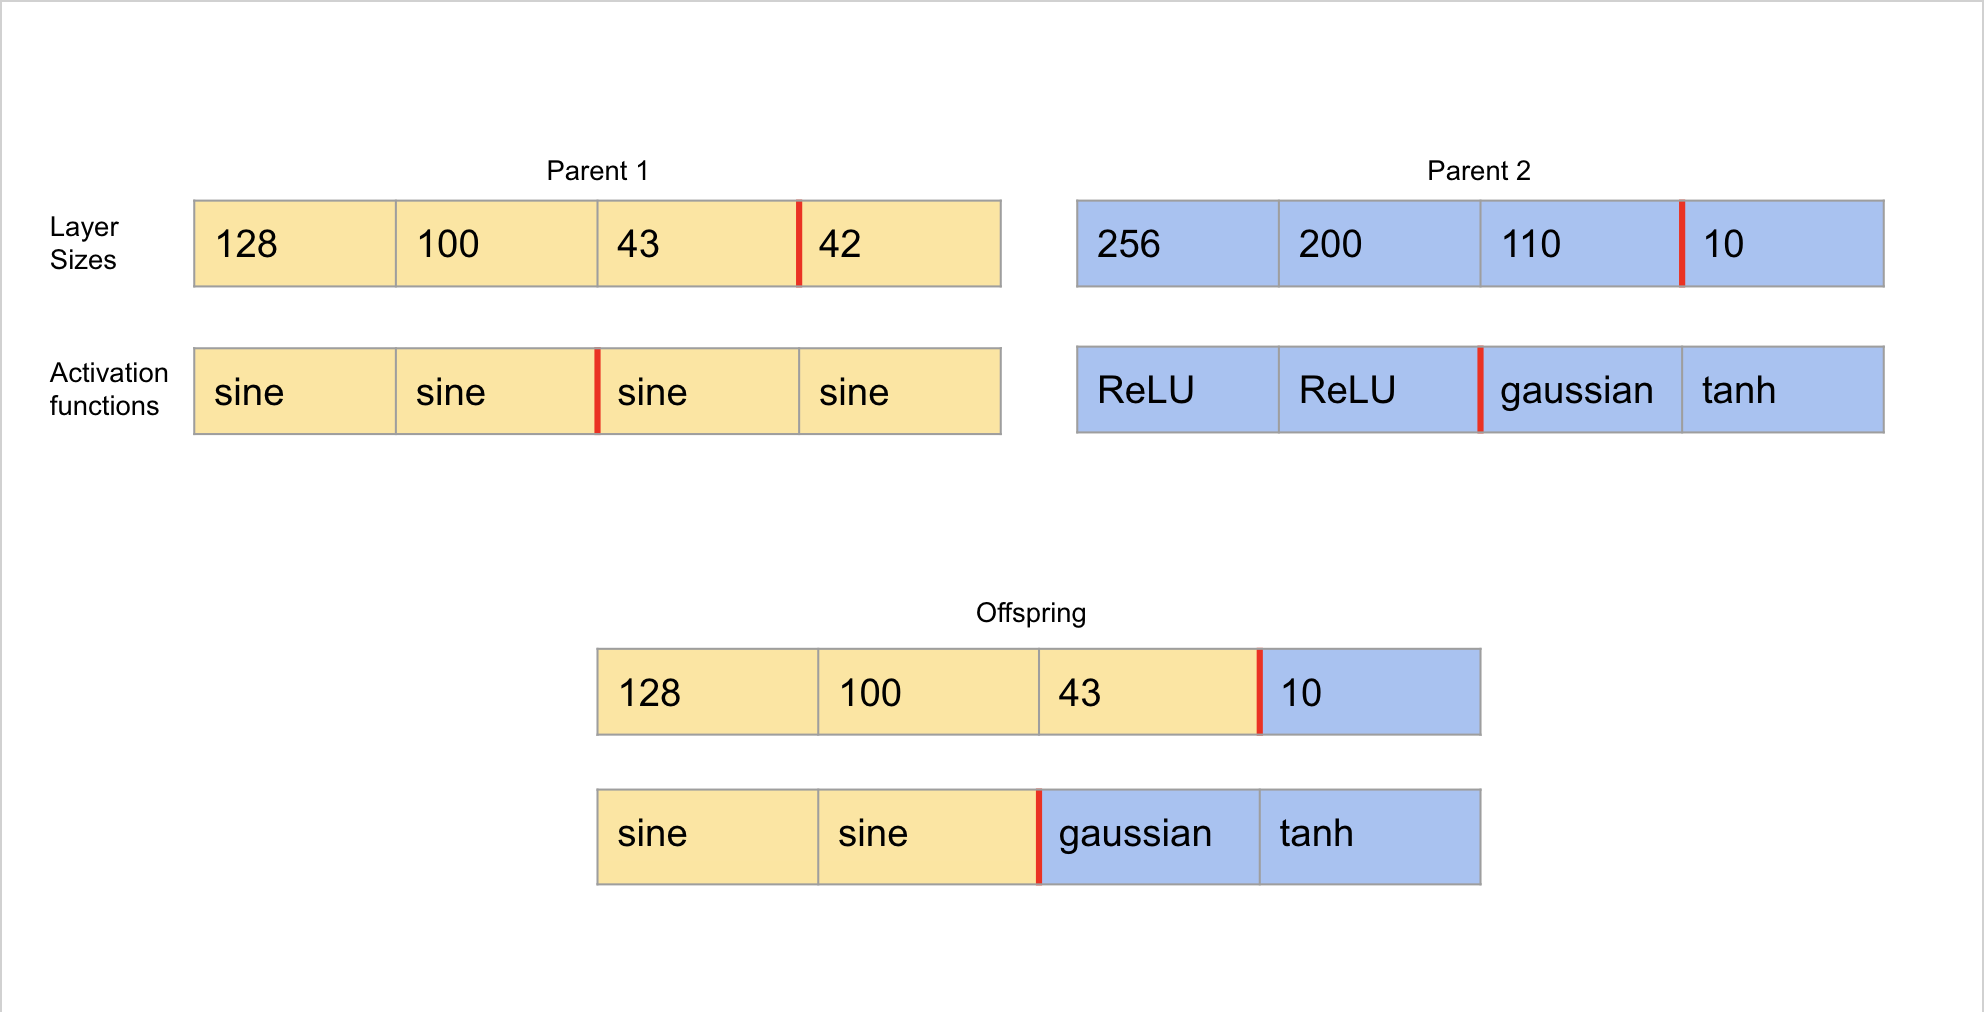 Parent 1
Parent 2
Layer
Sizes
128 100 43 42
256 200 110 10
Activation
functions
sine sine sine sine
ReLU ReLU gaussian tanh
Offspring
128 100 43 10
sine sine gaussian tanh